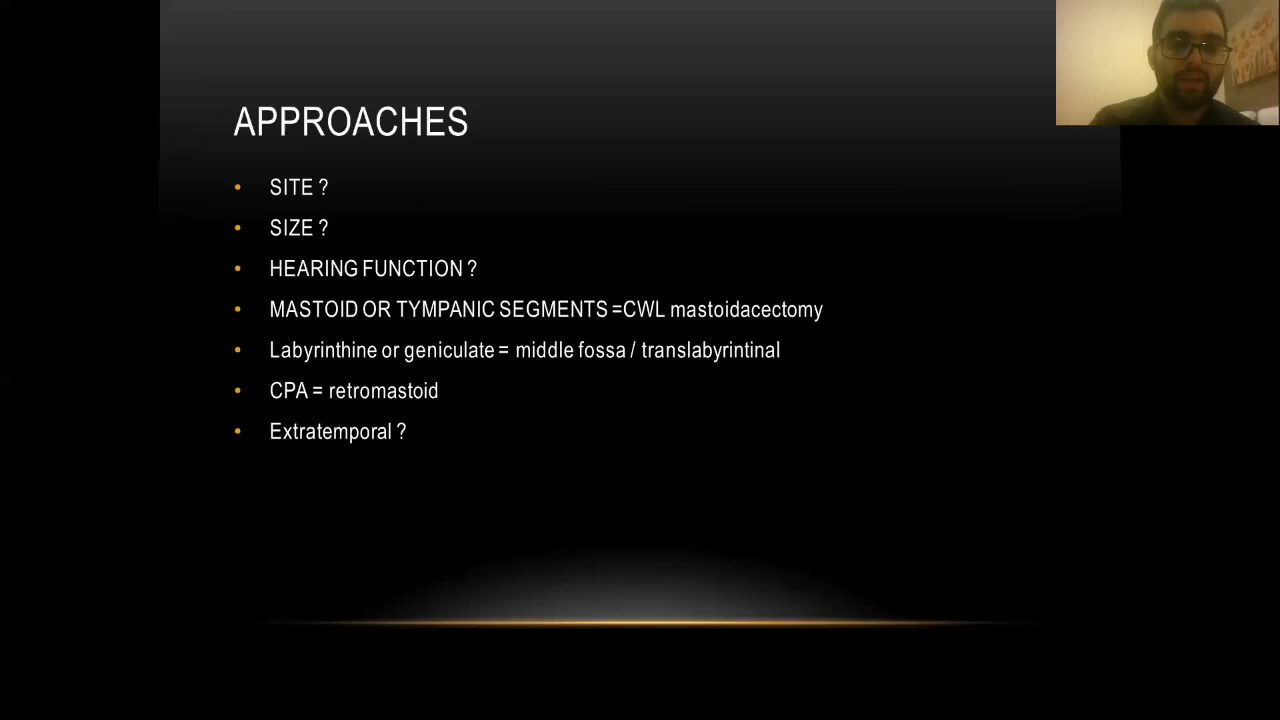 APPROACHES
SITE ?
SIZE ?
HEARING FUNCTION ?
MASTOID OR TYMPANIC SEGMENTS =CWL mastoidacectomy
Labyrinthine or geniculate = middle fossa / translabyrintinal
CPA = retromastoid
Extratemporal ?